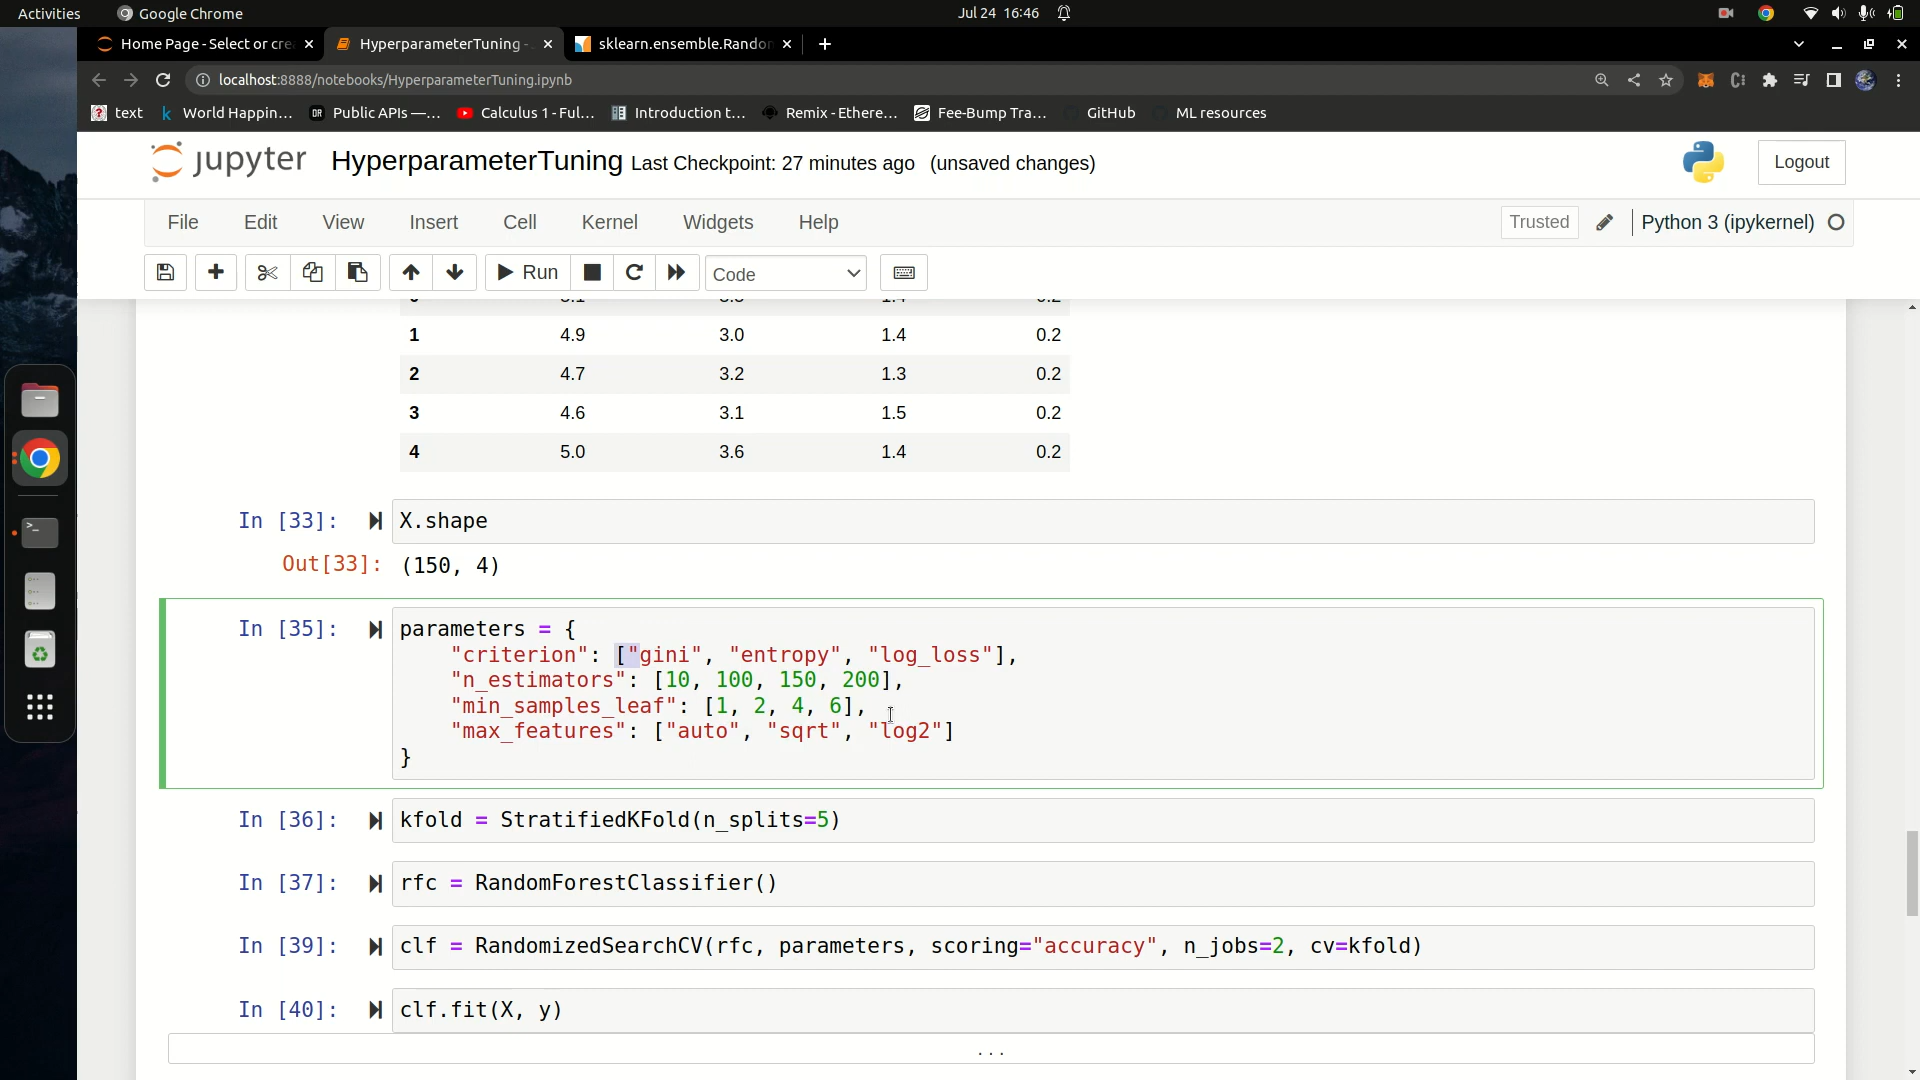 Activities Google Chrome Jul 24 16:46
Home Page - Select or cre HyperparameterTuning - sklearn.ensemble.Randor
localhost:8888/notebooks/HyperparameterTuning.ipynb
text World Happin... Public APIs —... Calculus 1 - Ful... Introduction t... Remix - Ethere... Fee-Bump Tra... GitHub ML resources
jupyter HyperparameterTuning Last Checkpoint: 27 minutes ago (unsaved changes) Logout
File Edit View Insert Cell Kernel Widgets Help Trusted Python 3 (ipykernel)
Run Code
1 4.9 3.0 1.4 0.2
2 4.7 3.2 1.3 0.2
3 4.6 3.1 1.5 0.2
4 5.0 3.6 1.4 0.2
In [33]: X.shape
Out[33]: (150, 4)
In [35]: parameters = {
"criterion": ["gini", "entropy", "log_loss"],
"n_estimators": [10, 100, 150, 200],
"min_samples_leaf": [1, 2, 4, 6],
"max_features": ["auto", "sqrt", "log2"]
}
In [36]: kfold = StratifiedKFold(n_splits=5)
In [37]: rfc = RandomForestClassifier()
In [39]: clf = RandomizedSearchCV(rfc, parameters, scoring="accuracy", n_jobs=2, cv=kfold)
In [40]: clf.fit(X, y)
...